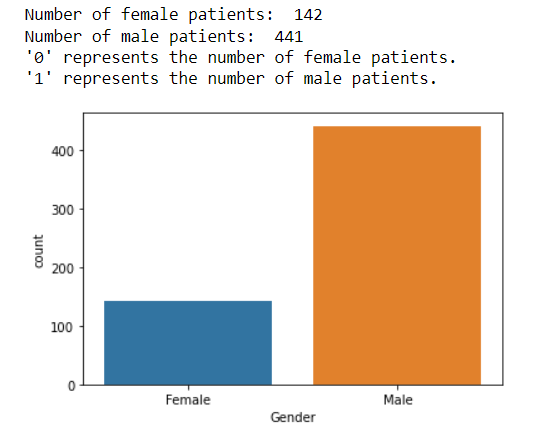 Number of female patients:  142
Number of male patients:  441
'0' represents the number of female patients.
'1' represents the number of male patients.
400
300
200
100
0
count
Female Male
Gender